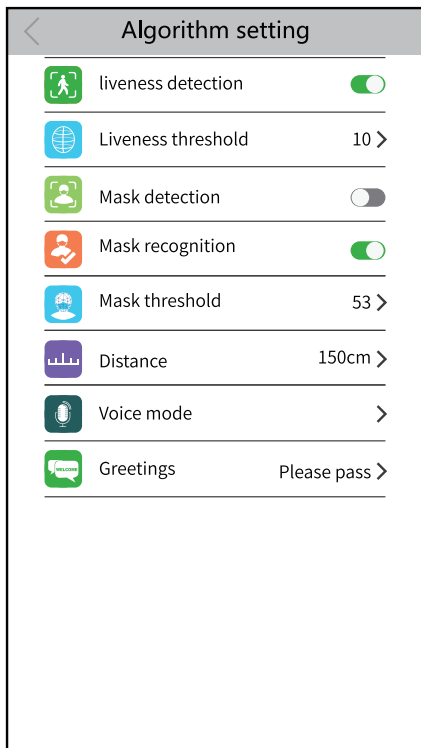 Algorithm setting
liveness detection
Liveness threshold 10
Mask detection
Mask recognition
Mask threshold 53
Distance 150cm
Voice mode
WELCOME
Greetings Please pass